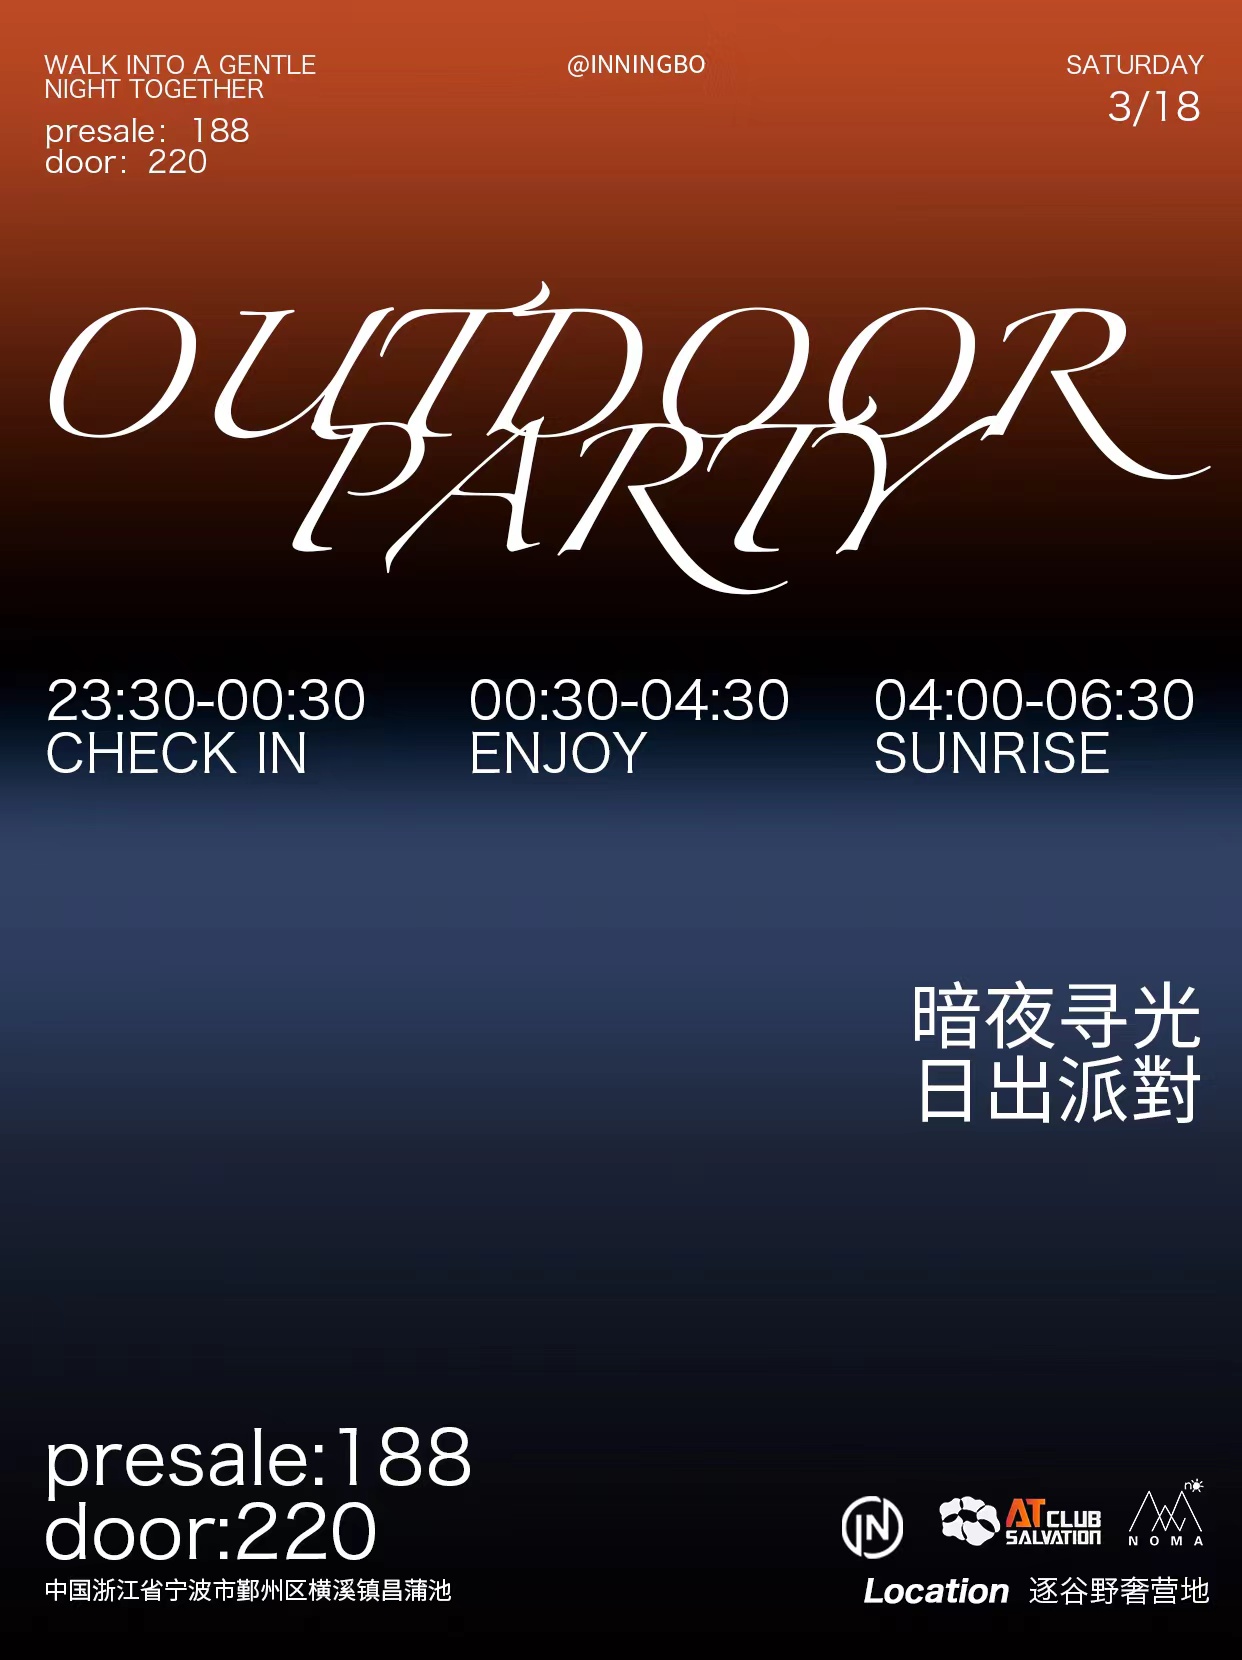 WALK INTO A GENTLE
NIGHT TOGETHER
presale：188
door：220
@INNINGBO
SATURDAY
3/18
OUTDOOR
PARTY
23:30-00:30
CHECK IN
00:30-04:30
ENJOY
04:00-06:30
SUNRISE
暗夜寻光
日出派對
presale:188
door:220
中国浙江省宁波市鄞州区横溪镇昌蒲池
IN
AT CLUB
SALVATION
NOMA
Location 逐谷野奢营地